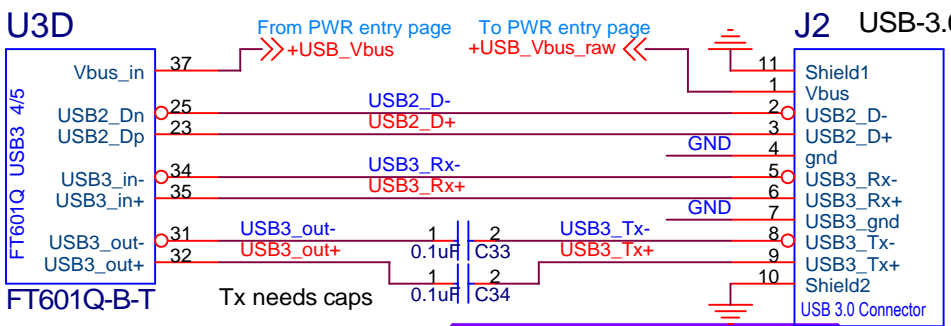 U3D
From PWR entry page
To PWR entry page
J2
USB-3.0
Vbus_in
37
+USB_Vbus
+USB_Vbus_raw
11
Shield1
1
Vbus
FT601Q USB3 4/5
USB2_Dn
25
USB2_D-
2
USB2_D-
USB2_Dp
23
USB2_D+
3
USB2_D+
GND
4
gnd
USB3_in-
34
USB3_Rx-
5
USB3_Rx-
USB3_in+
35
USB3_Rx+
6
USB3_Rx+
GND
7
USB3_gnd
USB3_out-
31
USB3_out-
1
2
USB3_Tx-
8
USB3_Tx-
USB3_out+
32
USB3_out+
0.1uF
C33
USB3_Tx+
9
USB3_Tx+
1
2
10
Shield2
FT601Q-B-T
Tx needs caps
0.1uF
C34
USB 3.0 Connector